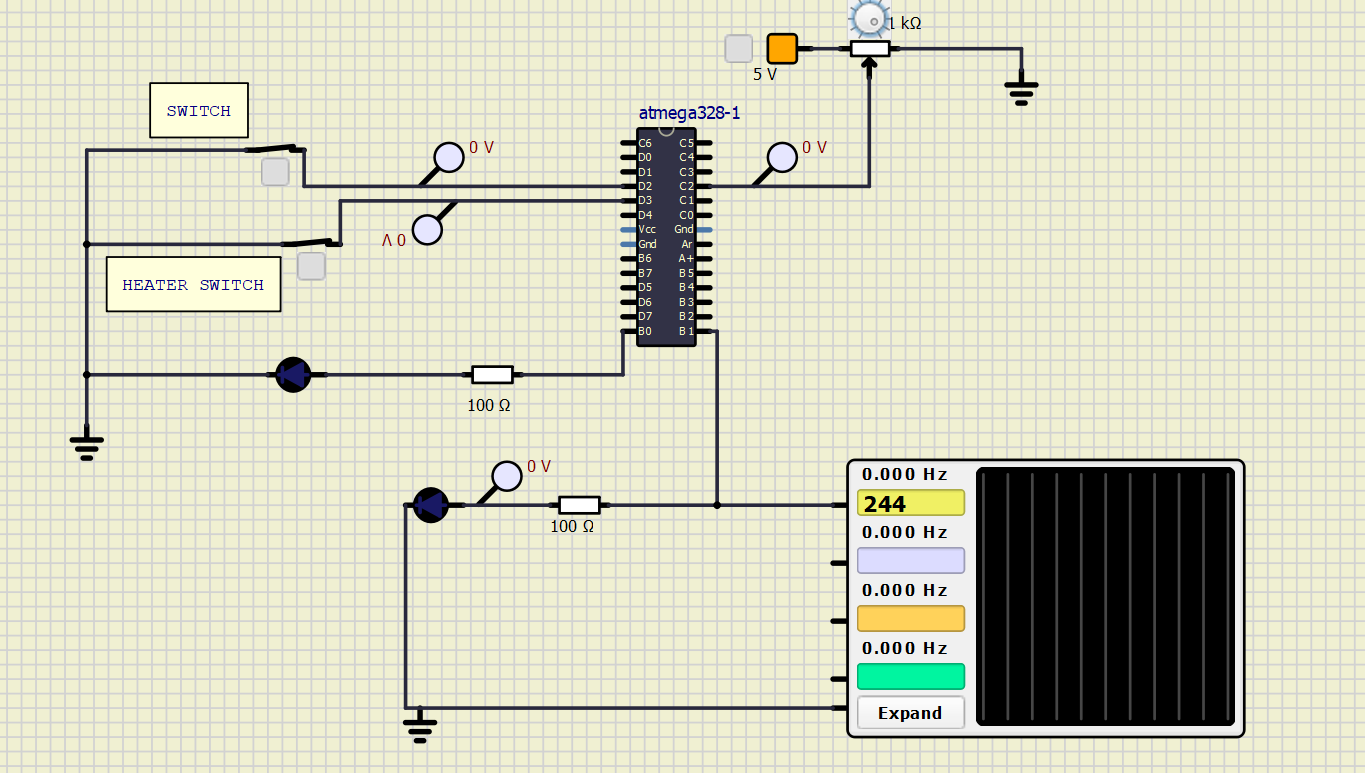 1 kΩ
5 V
SWITCH
atmega328-1
0 V
0 V
C6
C5
D0
C4
D1
C3
D2
C2
D3
C1
D4
C0
Vcc
Gnd
Gnd
Ar
B6
A+
B7
B5
D5
B4
D6
B3
D7
B2
B0
B1
0 V
HEATER SWITCH
100 Ω
0 V
100 Ω
0.000 Hz
244
0.000 Hz
0.000 Hz
0.000 Hz
Expand